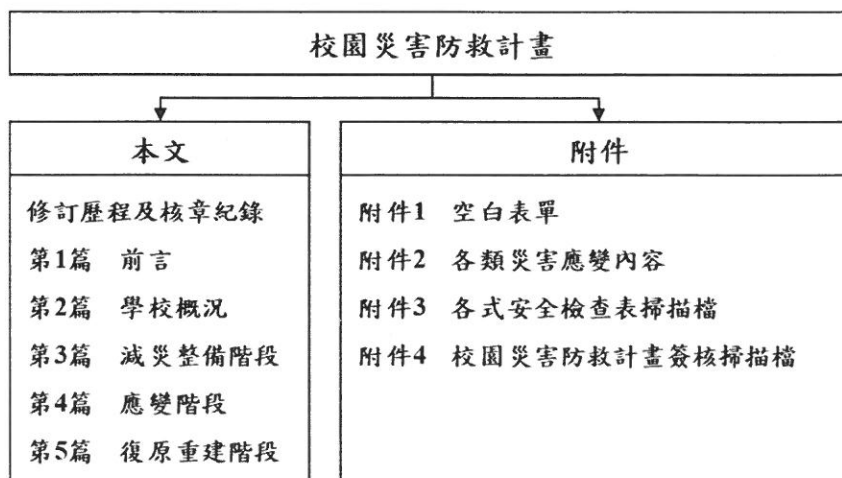 校園災害防救計畫
本文
修訂歷程及核章紀錄
第1篇 前言
第2篇 學校概況
第3篇 減災整備階段
第4篇 應變階段
第5篇 復原重建階段
附件
附件1 空白表單
附件2 各類災害應變內容
附件3 各式安全檢查表掃描檔
附件4 校園災害防救計畫簽核掃描檔